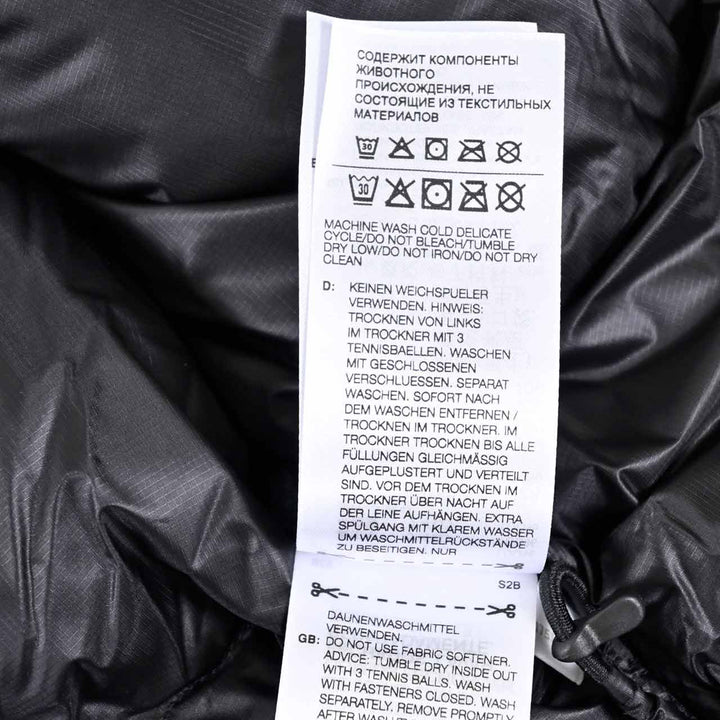 СОДЕРЖИТ КОМПОНЕНТЫ
ЖИВОТНОГО
ПРОИСХОЖДЕНИЯ, НЕ
СОСТОЯЩИЕ ИЗ ТЕКСТИЛЬНЫХ
МАТЕРИАЛОВ
30
30
MACHINE WASH COLD DELICATE
CYCLE/DO NOT BLEACH/TUMBLE
DRY LOW/DO NOT IRON/DO NOT DRY
CLEAN
D: KEINEN WEICHSPUELER
VERWENDEN. HINWEIS:
TROCKNEN VON LINKS
IM TROCKNER MIT 3
TENNISBAELLEN. WASCHEN
MIT GESCHLOSSENEN
VERSCHLUESSEN. SEPARAT
WASCHEN. SOFORT NACH
DEM WASCHEN ENTFERNEN /
TROCKNEN IM TROCKNER. IM
TROCKNER TROCKNEN BIS ALLE
FÜLLUNGEN GLEICHMÄSSIG
AUFGEPLUSTERT UND VERTEILT
SIND. VOR DEM TROCKNEN IM
TROCKNER ÜBER NACHT AUF
DER LEINE AUFHÄNGEN. EXTRA
SPÜLGANG MIT KLAREM WASSER
UM WASCHMITTELRÜCKSTÄNDE
ZU BESEITIGEN. NUR
S2B
DAUNENWASCHMITTEL
VERWENDEN.
GB: DO NOT USE FABRIC SOFTENER.
ADVICE: TUMBLE DRY INSIDE OUT
WITH 3 TENNIS BALLS. WASH
WITH FASTENERS CLOSED. WASH
SEPARATELY. REMOVE PROMPTLY
AFTER WASH